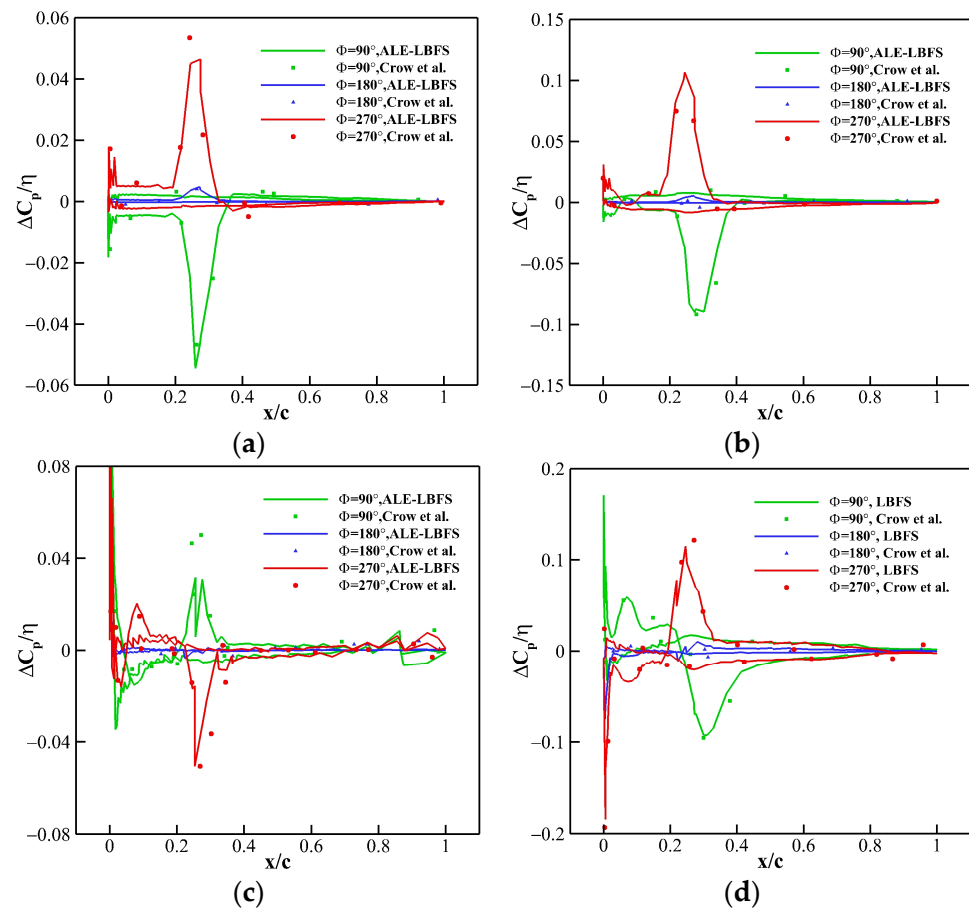 0.06
0.04
0.02
0
−0.02
−0.04
−0.06
ΔCp/η
0 0.2 0.4 0.6 0.8 1
x/c
Φ=90°,ALE-LBFS
Φ=90°,Crow et al.
Φ=180°,ALE-LBFS
Φ=180°,Crow et al.
Φ=270°,ALE-LBFS
Φ=270°,Crow et al.
(a)
0.15
0.1
0.05
0
−0.05
−0.1
−0.15
ΔCp/η
0 0.2 0.4 0.6 0.8 1
x/c
Φ=90°,ALE-LBFS
Φ=90°,Crow et al.
Φ=180°,ALE-LBFS
Φ=180°,Crow et al.
Φ=270°,ALE-LBFS
Φ=270°,Crow et al.
(b)
0.08
0.04
0
−0.04
−0.08
ΔCp/η
0 0.2 0.4 0.6 0.8 1
x/c
Φ=90°,ALE-LBFS
Φ=90°,Crow et al.
Φ=180°,ALE-LBFS
Φ=180°,Crow et al.
Φ=270°,ALE-LBFS
Φ=270°,Crow et al.
(c)
0.2
0.1
0
−0.1
−0.2
ΔCp/η
0 0.2 0.4 0.6 0.8 1
x/c
Φ=90°, LBFS
Φ=90°, Crow et al.
Φ=180°, LBFS
Φ=180°, Crow et al.
Φ=270°, LBFS
Φ=270°, Crow et al.
(d)